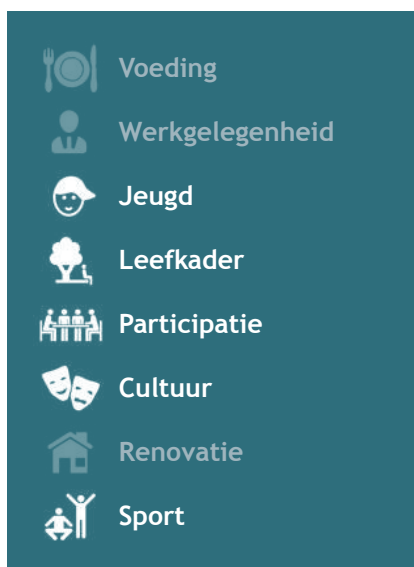 Voeding
Werkgelegenheid
Jeugd
Leefkader
Participatie
Cultuur
Renovatie
Sport